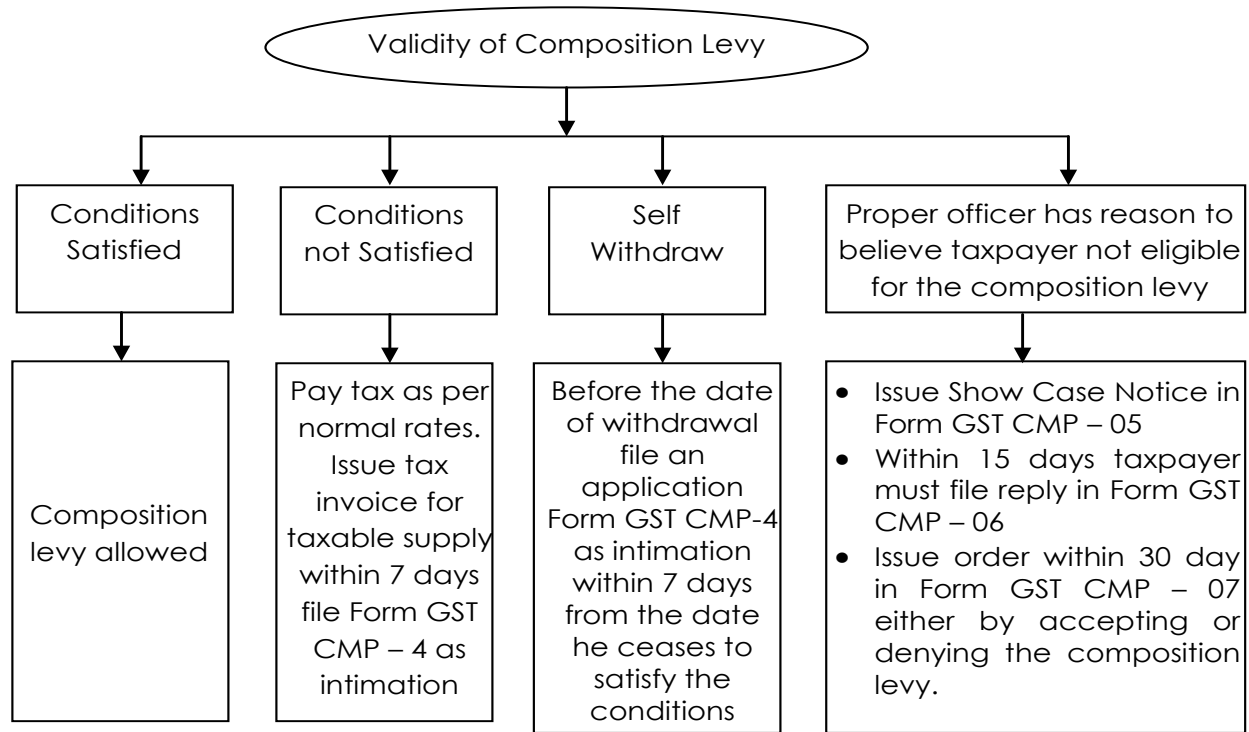 Validity of Composition Levy
Conditions
Satisfied
Conditions
not Satisfied
Self
Withdraw
Proper officer has reason to
believe taxpayer not eligible
for the composition levy
Composition
levy allowed
Pay tax as per
normal rates.
Issue tax
invoice for
taxable supply
within 7 days
file Form GST
CMP – 4 as
intimation
Before the date
of withdrawal
file an
application
Form GST CMP-4
as intimation
within 7 days
from the date
he ceases to
satisfy the
conditions
• Issue Show Case Notice in
Form GST CMP – 05
• Within 15 days taxpayer
must file reply in Form GST
CMP – 06
• Issue order within 30 day
in Form GST CMP – 07
either by accepting or
denying the composition
levy.